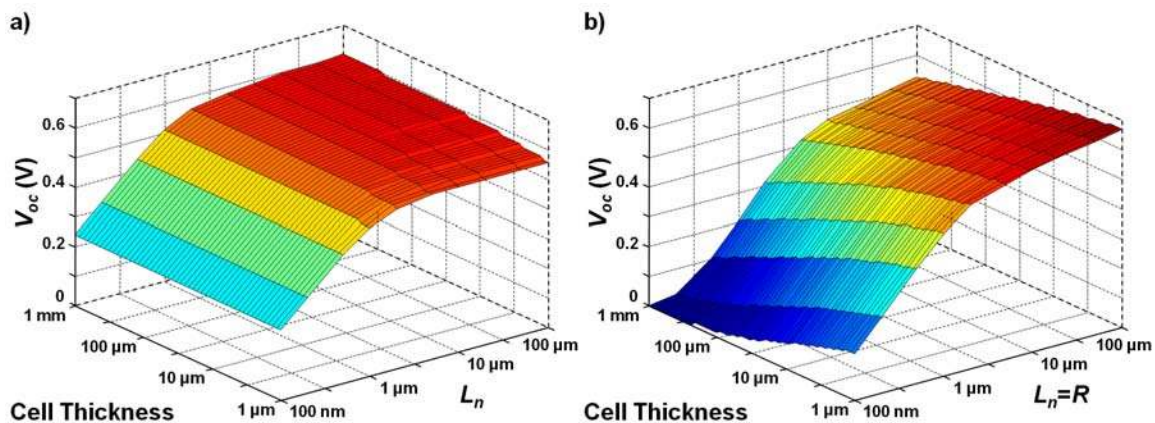 a)
0.6
0.4
0.2
0
V_oc (V)
1 mm
100 µm
10 µm
1 µm
Cell Thickness
100 nm
1 µm
10 µm
100 µm
L_n
b)
0.6
0.4
0.2
0
V_oc (V)
1 mm
100 µm
10 µm
1 µm
Cell Thickness
100 nm
1 µm
10 µm
100 µm
L_n=R